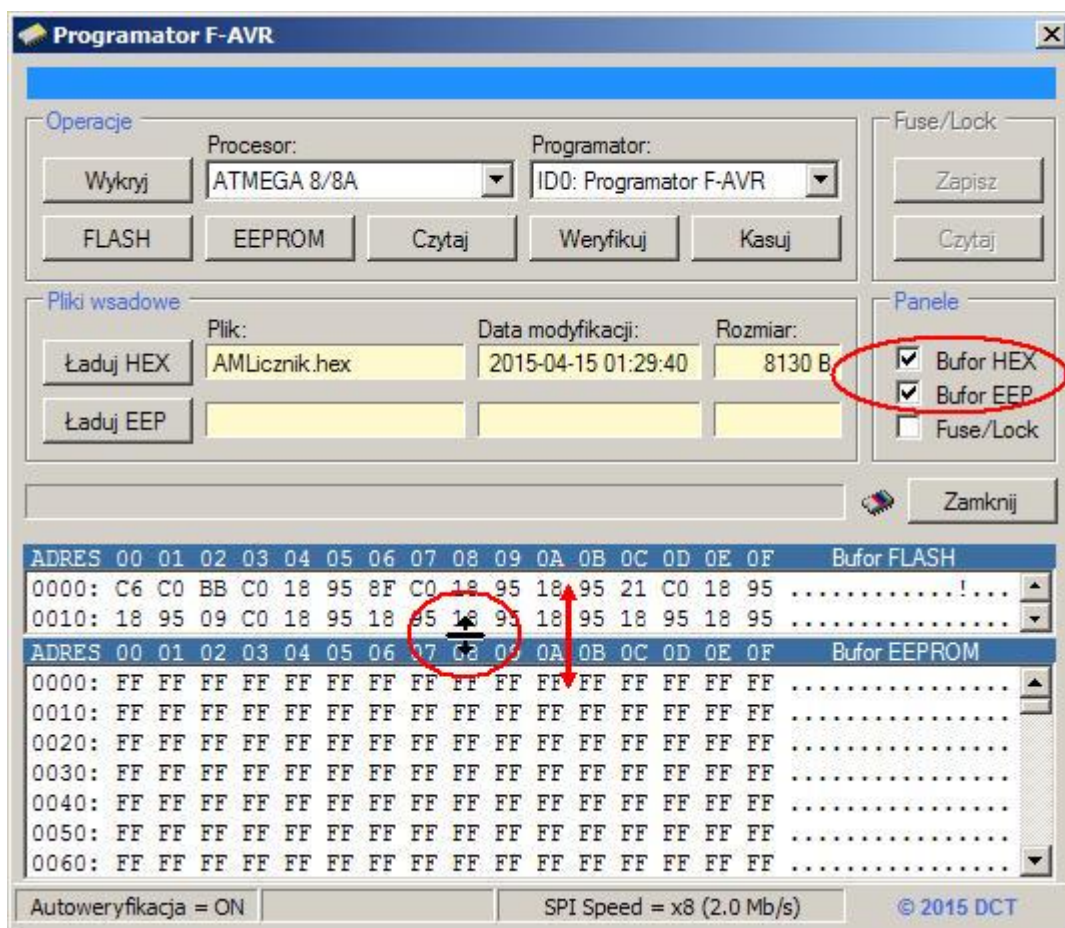 Programator F-AVR
Operacje
Fuse/Lock
Procesor:
Programator:
Wykryj
ATMEGA 8/8A
ID0: Programator F-AVR
Zapisz
FLASH
EEPROM
Czytaj
Weryfikuj
Kasuj
Czytaj
Pliki wsadowe
Panele
Plik:
Data modyfikacji:
Rozmiar:
Ładuj HEX
AMLicznik.hex
2015-04-15 01:29:40
8130 B
Bufor HEX
Bufor EEP
Ładuj EEP
Fuse/Lock
Zamknij
ADRES 00 01 02 03 04 05 06 07 08 09 0A 0B 0C 0D 0E 0F Bufor FLASH
0000: C6 C0 BB C0 18 95 8F C0 18 95 18 95 21 C0 18 95 ............!...
0010: 18 95 09 C0 18 95 18 95 18 95 18 95 18 95 18 95 ................
ADRES 00 01 02 03 04 05 06 07 08 09 0A 0B 0C 0D 0E 0F Bufor EEPROM
0000: FF FF FF FF FF FF FF FF FF FF FF FF FF FF FF FF ................
0010: FF FF FF FF FF FF FF FF FF FF FF FF FF FF FF FF ................
0020: FF FF FF FF FF FF FF FF FF FF FF FF FF FF FF FF ................
0030: FF FF FF FF FF FF FF FF FF FF FF FF FF FF FF FF ................
0040: FF FF FF FF FF FF FF FF FF FF FF FF FF FF FF FF ................
0050: FF FF FF FF FF FF FF FF FF FF FF FF FF FF FF FF ................
0060: FF FF FF FF FF FF FF FF FF FF FF FF FF FF FF FF ................
Autoweryfikacja = ON
SPI Speed = x8 (2.0 Mb/s)
© 2015 DCT